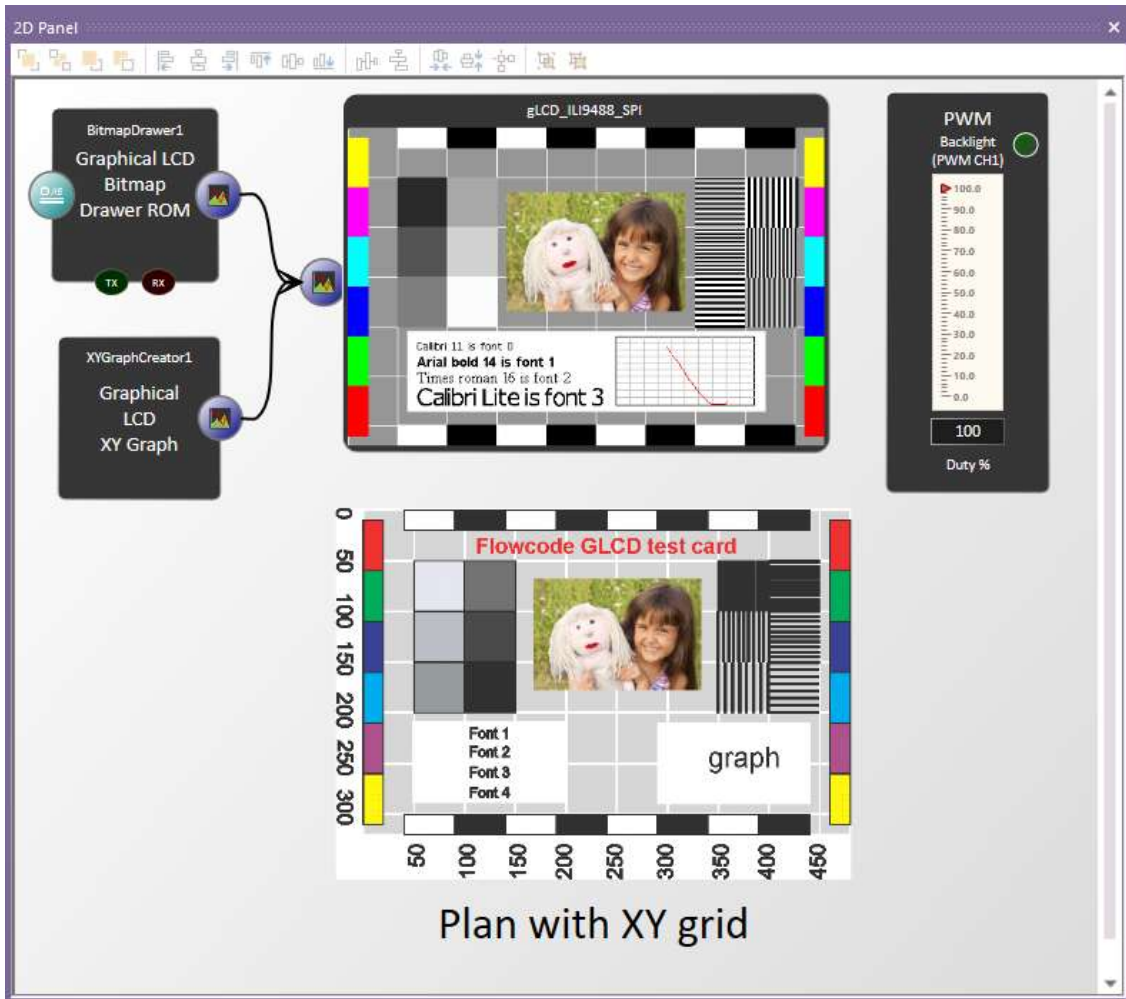 2D Panel
BitmapDrawer1
Graphical LCD
Bitmap
Drawer ROM
TX
RX
XYGraphCreator1
Graphical
LCD
XY Graph
gLCD_ILI9488_SPI
Calibri 11 is font 0
Arial bold 14 is font 1
Times roman 16 is font 2
Calibri Lite is font 3
PWM
Backlight
(PWM CH1)
100.0
90.0
80.0
70.0
60.0
50.0
40.0
30.0
20.0
10.0
0.0
100
Duty %
Flowcode GLCD test card
0
50
100
150
200
250
300
Font 1
Font 2
Font 3
Font 4
graph
50
100
150
200
250
300
350
400
450
Plan with XY grid